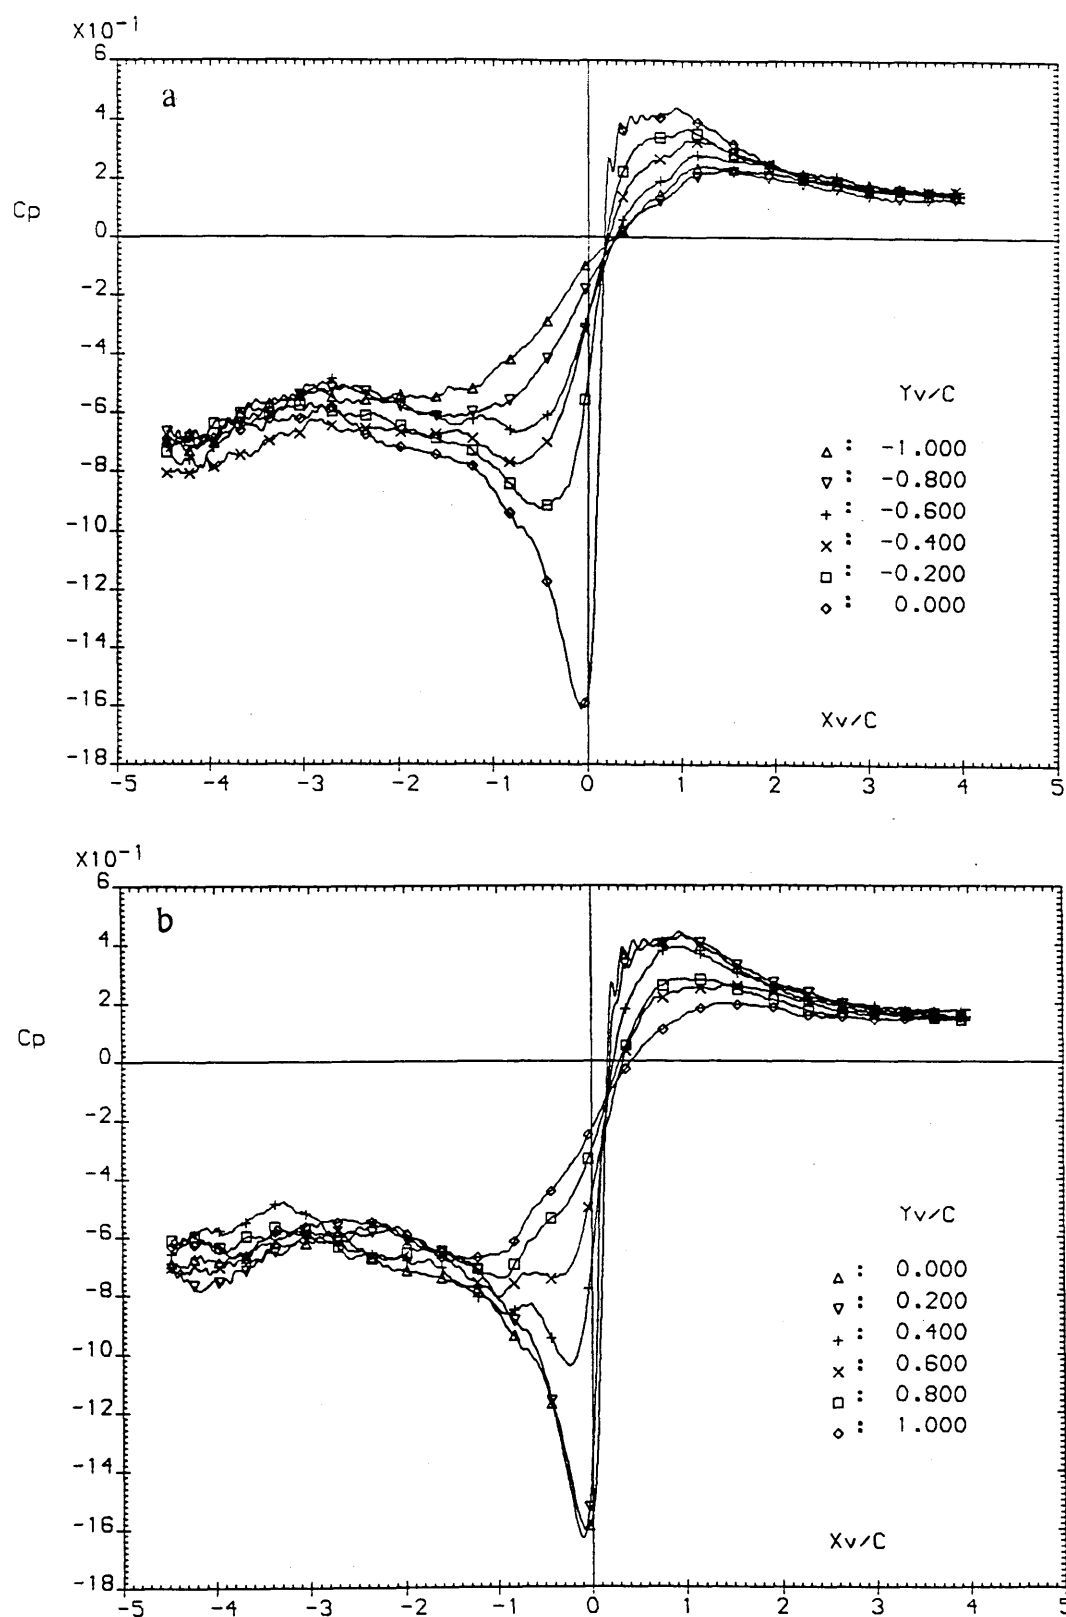 X10⁻¹
6
a
4
2
Cp
0
-2
-4
Yv/C
-6
△ : -1.000
-8
▽ : -0.800
+ : -0.600
-10
× : -0.400
□ : -0.200
-12
◇ : 0.000
-14
-16
Xv/C
-18
-5 -4 -3 -2 -1 0 1 2 3 4 5
X10⁻¹
6
b
4
2
Cp
0
-2
-4
Yv/C
-6
△ : 0.000
▽ : 0.200
-8
+ : 0.400
× : 0.600
-10
□ : 0.800
◇ : 1.000
-12
-14
-16
Xv/C
-18
-5 -4 -3 -2 -1 0 1 2 3 4 5